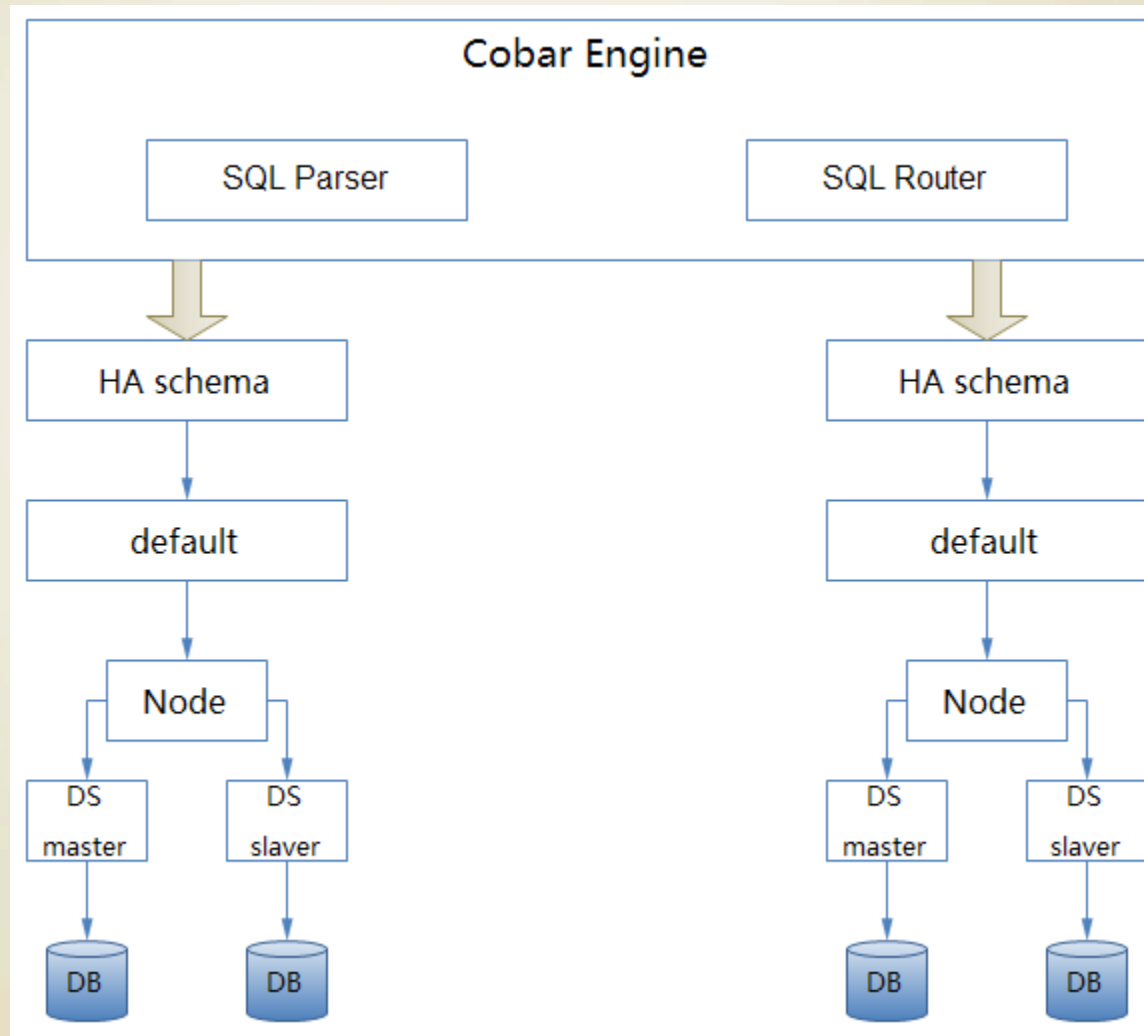 Cobar Engine
SQL Parser
SQL Router
HA schema
HA schema
default
default
Node
Node
DS
master
DS
slaver
DS
master
DS
slaver
DB
DB
DB
DB